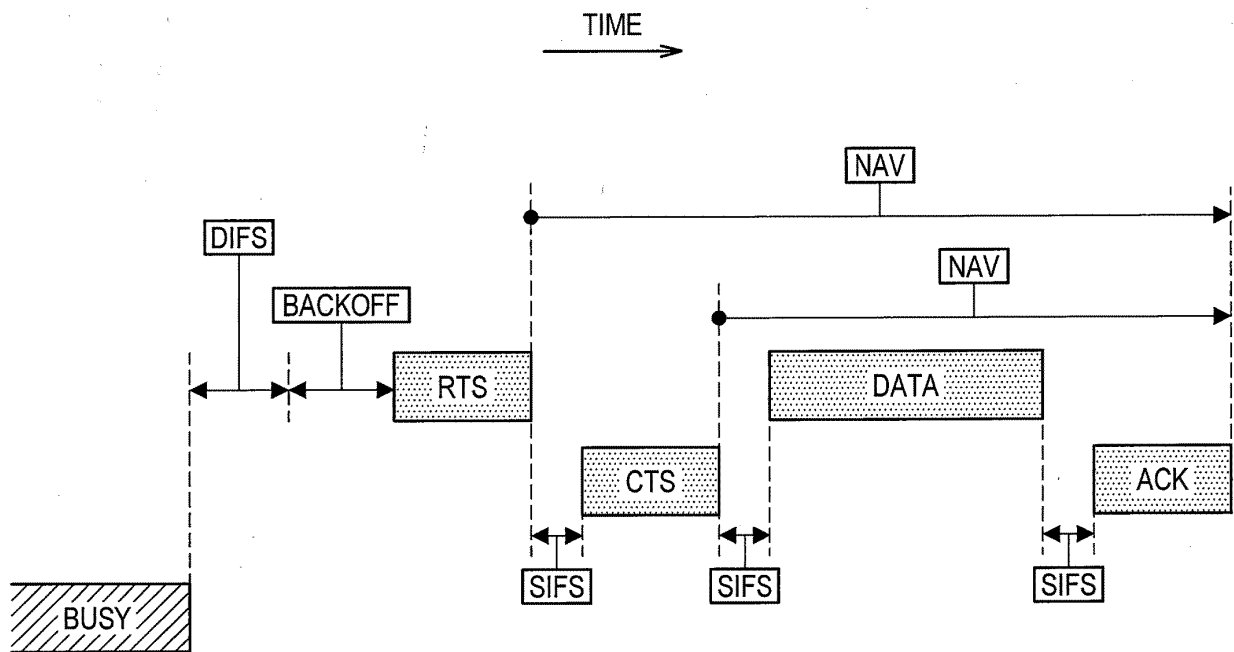 TIME
NAV
DIFS
NAV
BACKOFF
RTS
DATA
CTS
ACK
SIFS
SIFS
SIFS
BUSY